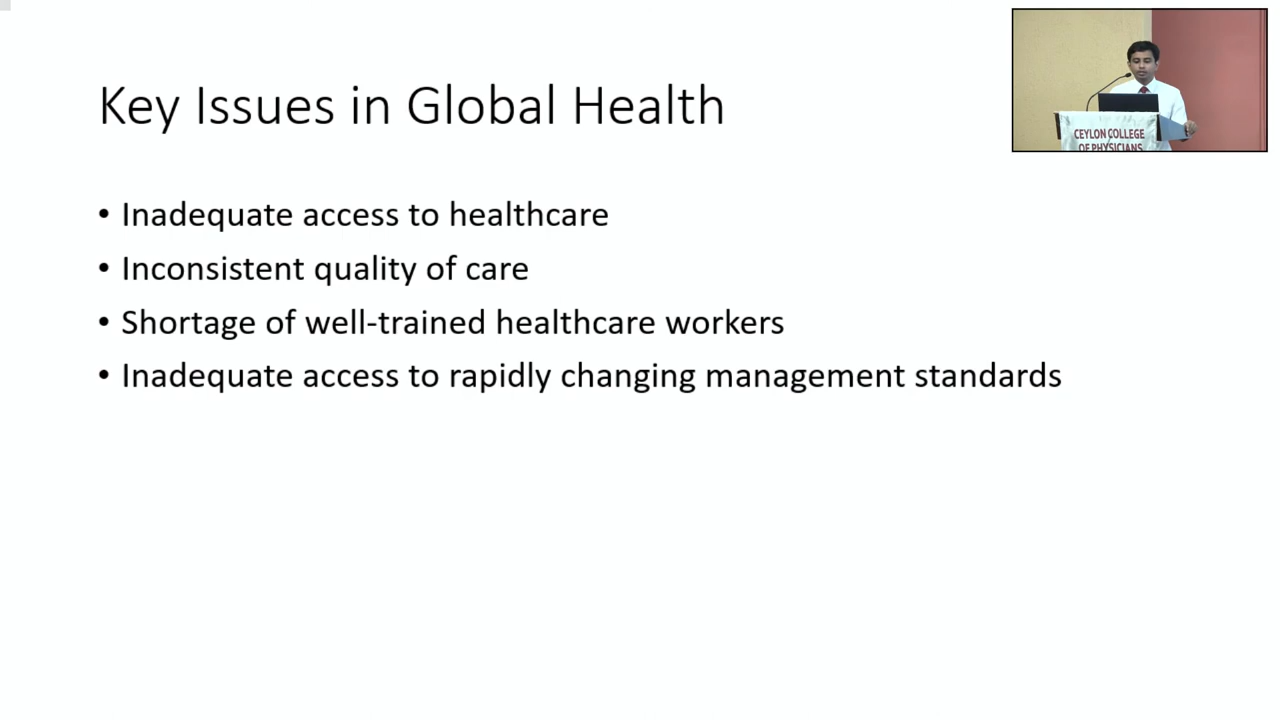 Key Issues in Global Health
CEYLON COLLEGE
OF PHYSICIANS
• Inadequate access to healthcare
• Inconsistent quality of care
• Shortage of well-trained healthcare workers
• Inadequate access to rapidly changing management standards